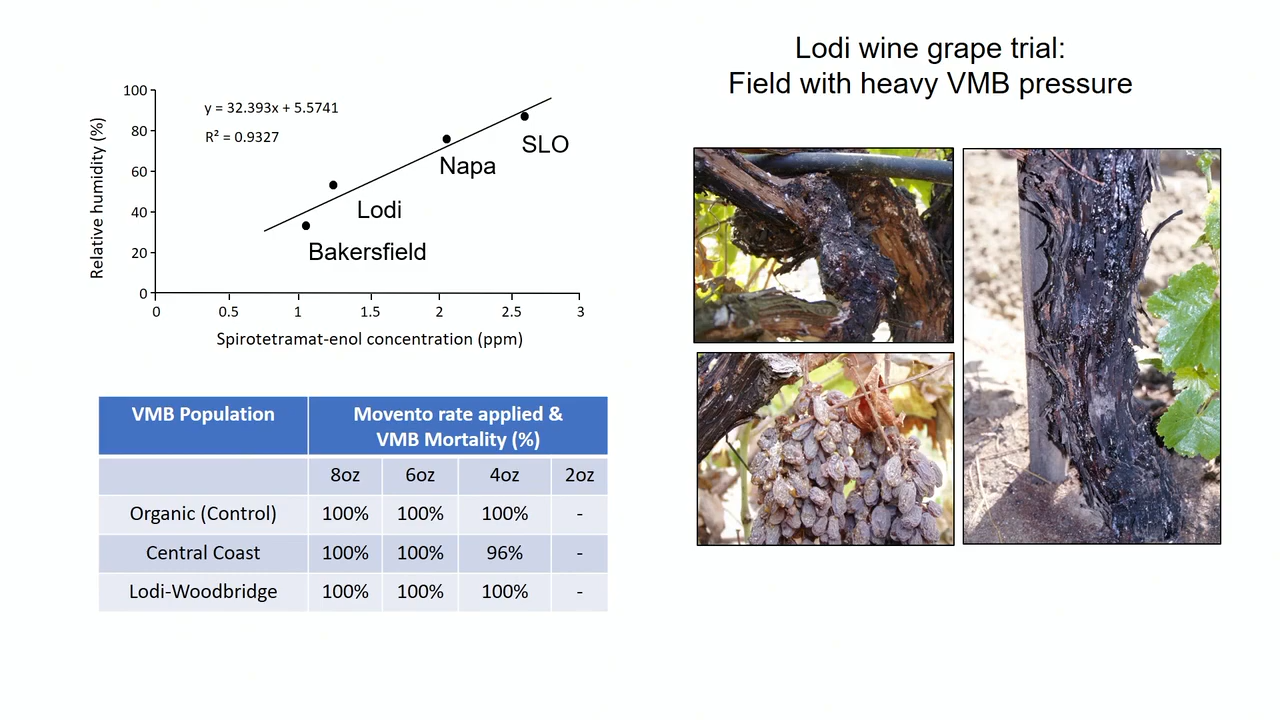 Lodi wine grape trial:
Field with heavy VMB pressure
y = 32.393x + 5.5741
R² = 0.9327
Relative humidity (%)
100
80
60
40
20
0
SLO
Napa
Lodi
Bakersfield
0 0.5 1 1.5 2 2.5 3
Spirotetramat-enol concentration (ppm)
VMB Population Movento rate applied &
VMB Mortality (%)
8oz 6oz 4oz 2oz
Organic (Control) 100% 100% 100% -
Central Coast 100% 100% 96% -
Lodi-Woodbridge 100% 100% 100% -